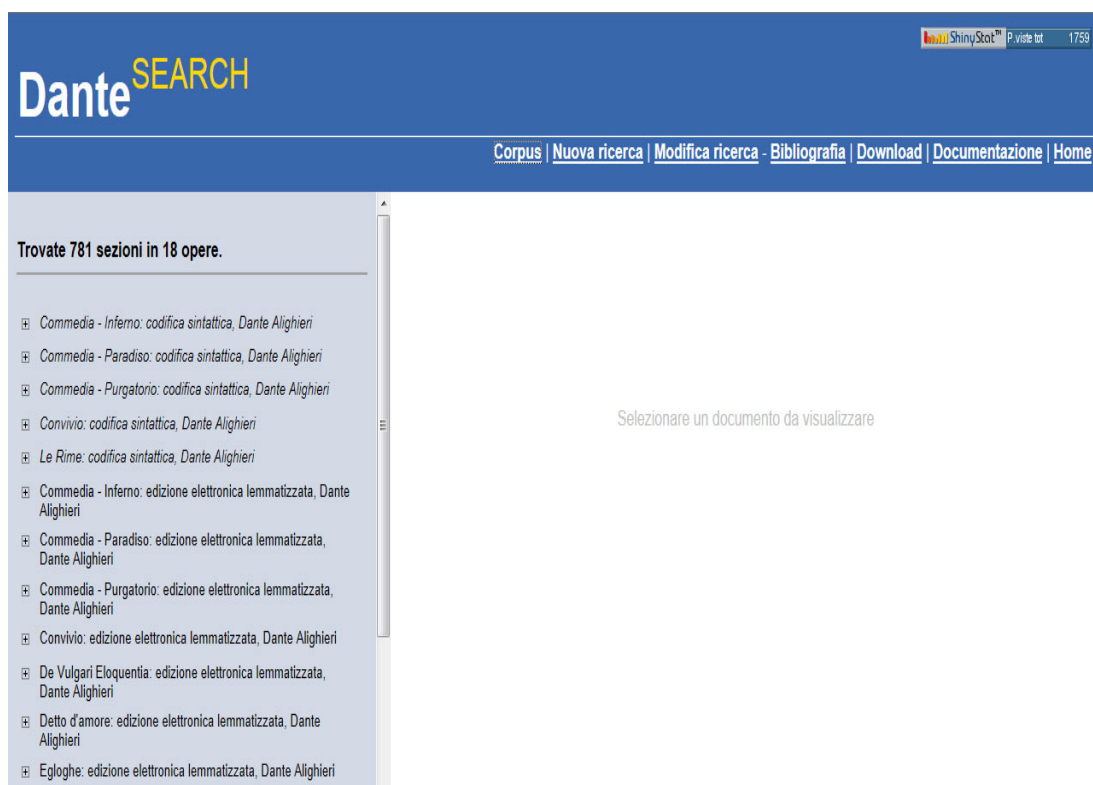 ShinyStat™ P.viste tot 1759
Dante SEARCH
Corpus | Nuova ricerca | Modifica ricerca - Bibliografia | Download | Documentazione | Home
Trovate 781 sezioni in 18 opere.
Commedia - Inferno: codifica sintattica, Dante Alighieri
Commedia - Paradiso: codifica sintattica, Dante Alighieri
Commedia - Purgatorio: codifica sintattica, Dante Alighieri
Convivio: codifica sintattica, Dante Alighieri
Le Rime: codifica sintattica, Dante Alighieri
Commedia - Inferno: edizione elettronica lemmatizzata, Dante
Alighieri
Commedia - Paradiso: edizione elettronica lemmatizzata,
Dante Alighieri
Commedia - Purgatorio: edizione elettronica lemmatizzata,
Dante Alighieri
Convivio: edizione elettronica lemmatizzata, Dante Alighieri
De Vulgari Eloquentia: edizione elettronica lemmatizzata,
Dante Alighieri
Detto d'amore: edizione elettronica lemmatizzata, Dante
Alighieri
Egloghe: edizione elettronica lemmatizzata, Dante Alighieri
Selezionare un documento da visualizzare